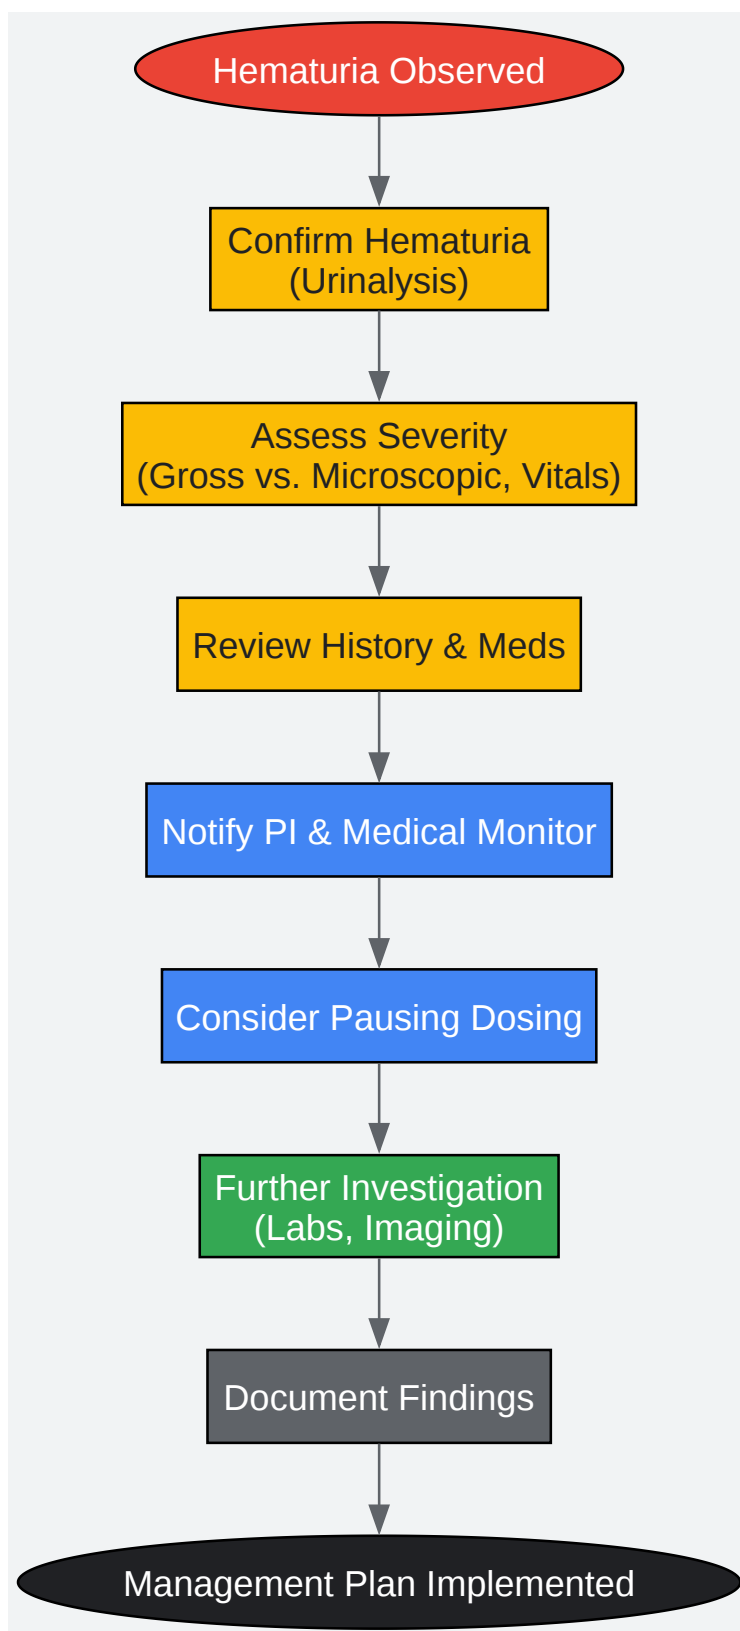 Hematuria Observed
Confirm Hematuria
(Urinalysis)
Assess Severity
(Gross vs. Microscopic, Vitals)
Review History & Meds
Notify PI & Medical Monitor
Consider Pausing Dosing
Further Investigation
(Labs, Imaging)
Document Findings
Management Plan Implemented